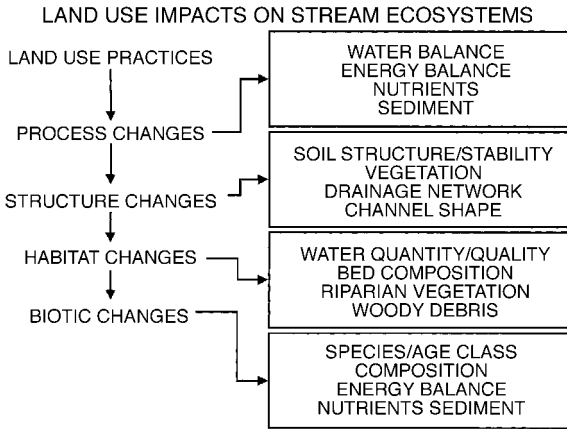 LAND USE IMPACTS ON STREAM ECOSYSTEMS
LAND USE PRACTICES
PROCESS CHANGES
STRUCTURE CHANGES
HABITAT CHANGES
BIOTIC CHANGES
WATER BALANCE
ENERGY BALANCE
NUTRIENTS
SEDIMENT
SOIL STRUCTURE/STABILITY
VEGETATION
DRAINAGE NETWORK
CHANNEL SHAPE
WATER QUANTITY/QUALITY
BED COMPOSITION
RIPARIAN VEGETATION
WOODY DEBRIS
SPECIES/AGE CLASS
COMPOSITION
ENERGY BALANCE
NUTRIENTS SEDIMENT